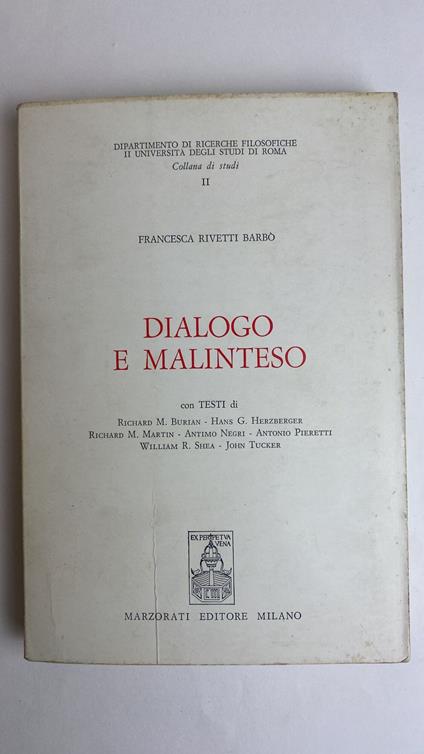 DIPARTIMENTO DI RICERCHE FILOSOFICHE
II UNIVERSITÀ DEGLI STUDI DI ROMA
Collana di studi
II
FRANCESCA RIVETTI BARBÒ
DIALOGO
E MALINTESO
con TESTI di
RICHARD M. BURIAN - HANS G. HERZBERGER
RICHARD M. MARTIN - ANTIMO NEGRI - ANTONIO PIERETTI
WILLIAM R. SHEA - JOHN TUCKER
EX PERPETVA
VENA
MARZORATI EDITORE MILANO